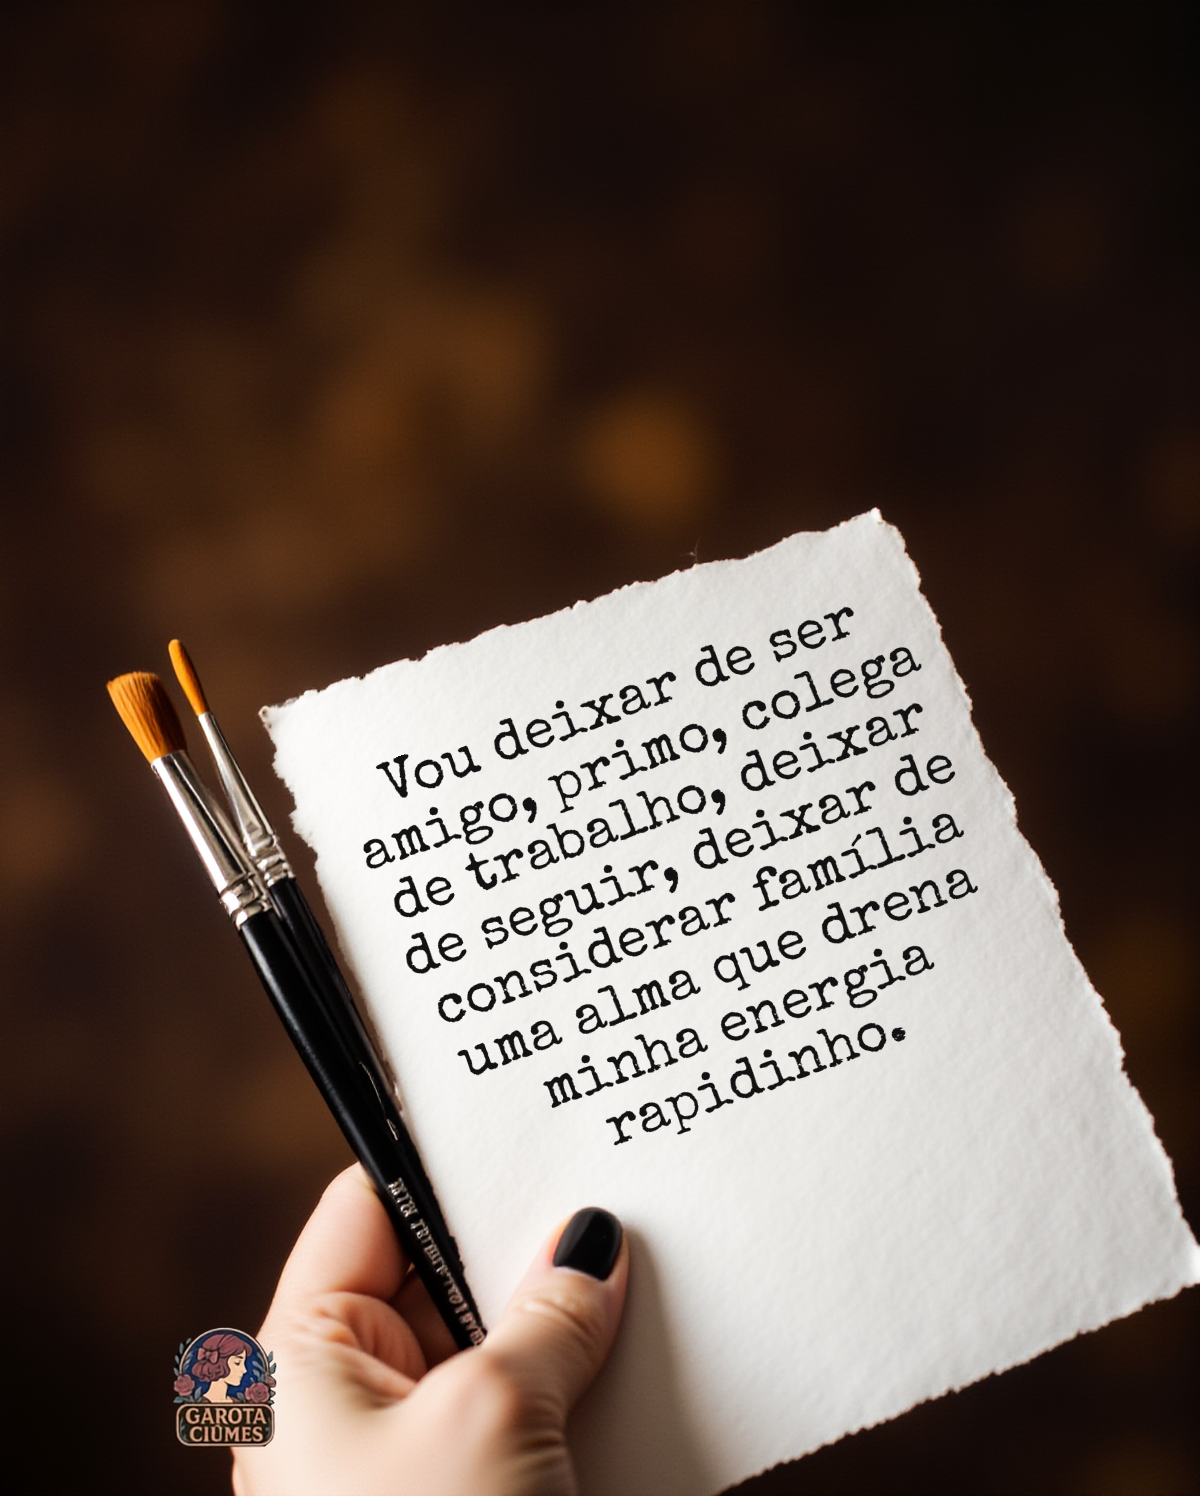 Vou deixar de ser
amigo, primo, colega
de trabalho, deixar
de seguir, deixar de
considerar família
uma alma que drena
minha energia
rapidinho.
GAROTA
CIÚMES